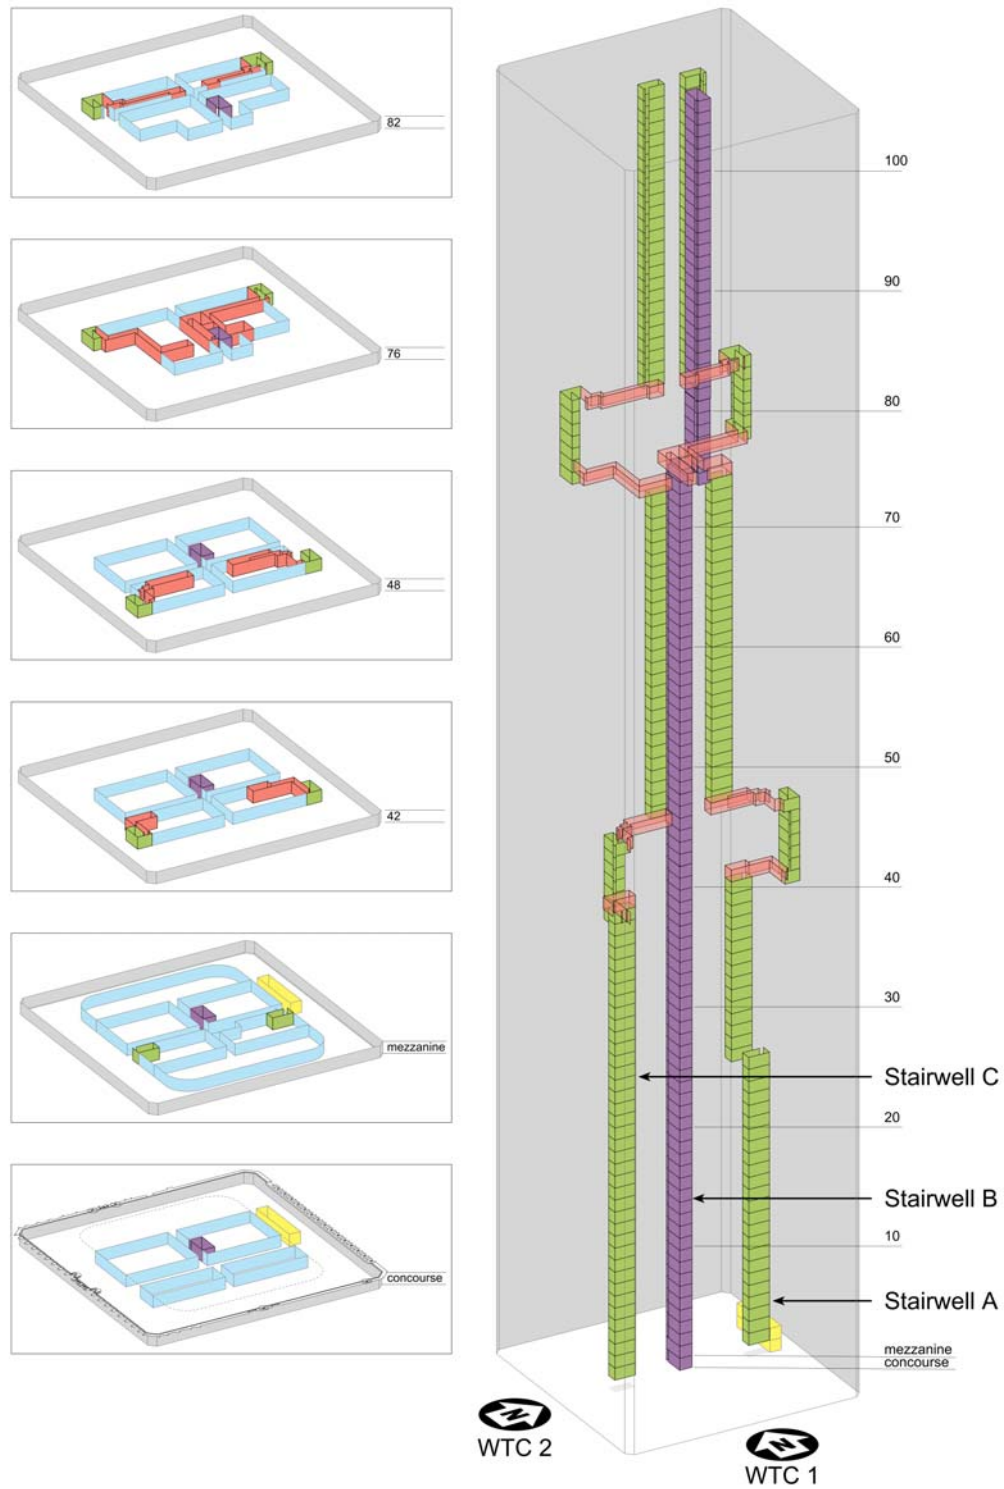 82
76
48
42
mezzanine
concourse
100
90
80
70
60
50
40
30
Stairwell C
20
Stairwell B
10
Stairwell A
mezzanine
concourse
N
WTC 2
N
WTC 1